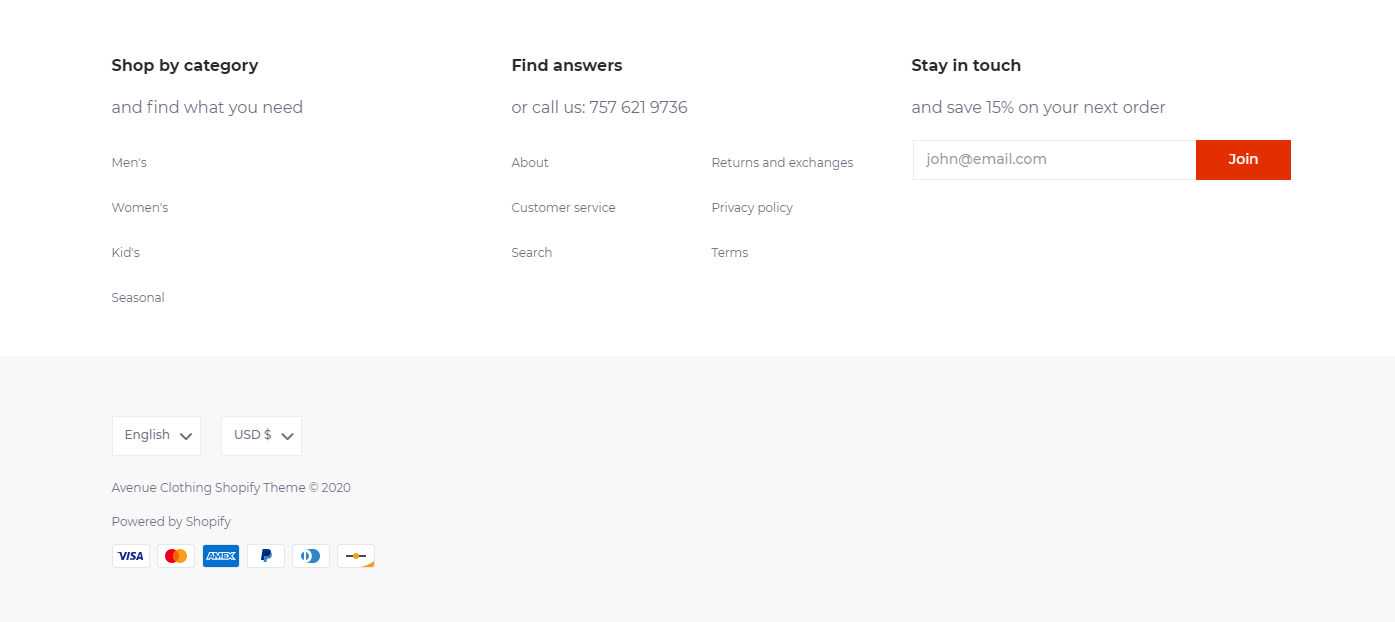 Shop by category
and find what you need
Men's
Women's
Kid's
Seasonal
Find answers
or call us: 757 621 9736
About
Customer service
Search
Returns and exchanges
Privacy policy
Terms
Stay in touch
and save 15% on your next order
john@email.com
Join
English
USD $
Avenue Clothing Shopify Theme © 2020
Powered by Shopify
VISA
AMEX